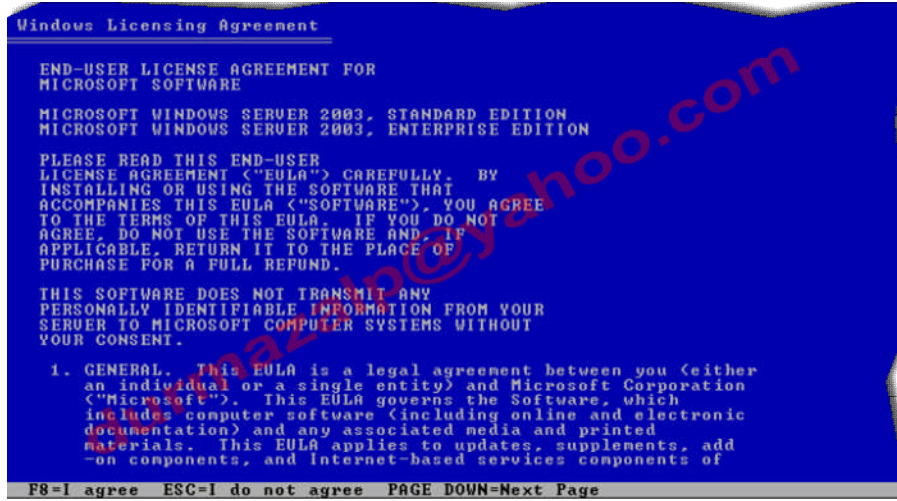 Windows Licensing Agreement
END-USER LICENSE AGREEMENT FOR
MICROSOFT SOFTWARE
MICROSOFT WINDOWS SERVER 2003, STANDARD EDITION
MICROSOFT WINDOWS SERVER 2003, ENTERPRISE EDITION
PLEASE READ THIS END-USER
LICENSE AGREEMENT ("EULA") CAREFULLY. BY
INSTALLING OR USING THE SOFTWARE THAT
ACCOMPANIES THIS EULA ("SOFTWARE"), YOU AGREE
TO THE TERMS OF THIS EULA. IF YOU DO NOT
AGREE, DO NOT USE THE SOFTWARE AND, IF
APPLICABLE, RETURN IT TO THE PLACE OF
PURCHASE FOR A FULL REFUND.
THIS SOFTWARE DOES NOT TRANSMIT ANY
PERSONALLY IDENTIFIABLE INFORMATION FROM YOUR
SERVER TO MICROSOFT COMPUTER SYSTEMS WITHOUT
YOUR CONSENT.
1. GENERAL. This EULA is a legal agreement between you (either
an individual or a single entity) and Microsoft Corporation
("Microsoft"). This EULA governs the Software, which
includes computer software (including online and electronic
documentation) and any associated media and printed
materials. This EULA applies to updates, supplements, add
-on components, and Internet-based services components of
F8=I agree ESC=I do not agree PAGE DOWN=Next Page
durmazalp@yahoo.com